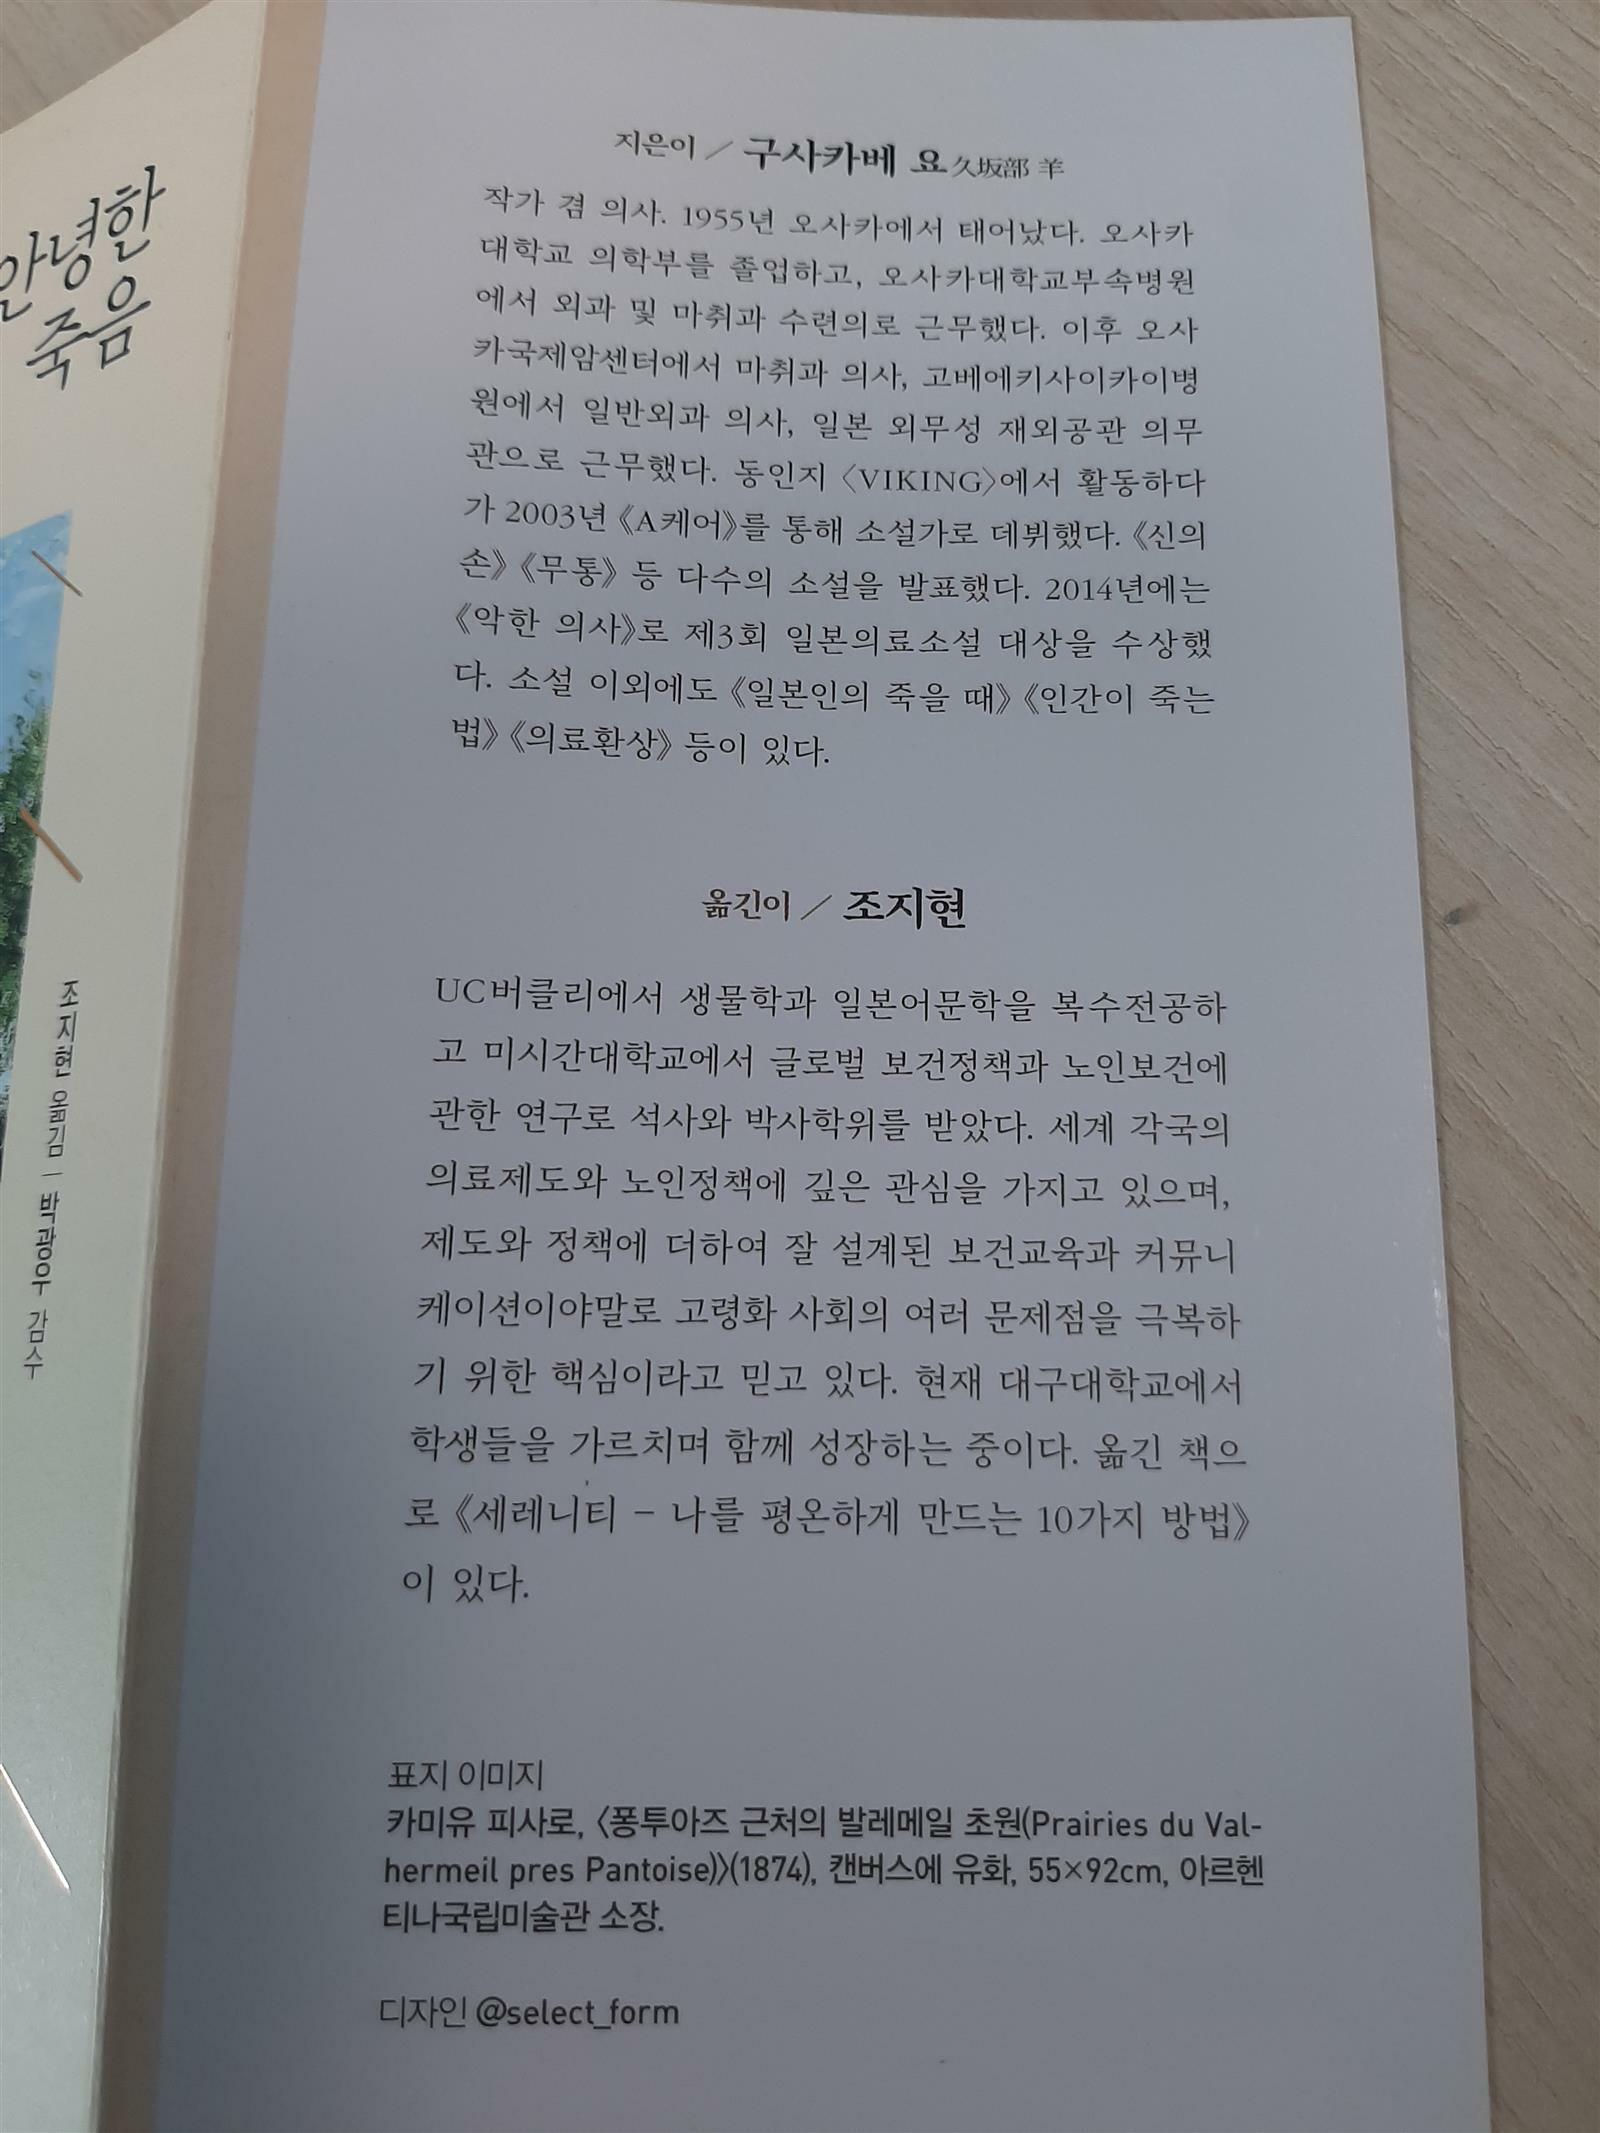 안녕한
죽음
조지현 옮김 | 박광우 감수
지은이 / 구사카베 요 久坂部 羊
작가 겸 의사. 1955년 오사카에서 태어났다. 오사카
대학교 의학부를 졸업하고, 오사카대학교부속병원
에서 외과 및 마취과 수련의로 근무했다. 이후 오사
카국제암센터에서 마취과 의사, 고베에키사이카이병
원에서 일반외과 의사, 일본 외무성 재외공관 의무
관으로 근무했다. 동인지 〈VIKING〉에서 활동하다
가 2003년 《A케어》를 통해 소설가로 데뷔했다. 《신의
손》 《무통》 등 다수의 소설을 발표했다. 2014년에는
《악한 의사》로 제3회 일본의료소설 대상을 수상했
다. 소설 이외에도 《일본인의 죽을 때》 《인간이 죽는
법》 《의료환상》 등이 있다.
옮긴이 / 조지현
UC버클리에서 생물학과 일본어문학을 복수전공하
고 미시간대학교에서 글로벌 보건정책과 노인보건에
관한 연구로 석사와 박사학위를 받았다. 세계 각국의
의료제도와 노인정책에 깊은 관심을 가지고 있으며,
제도와 정책에 더하여 잘 설계된 보건교육과 커뮤니
케이션이야말로 고령화 사회의 여러 문제점을 극복하
기 위한 핵심이라고 믿고 있다. 현재 대구대학교에서
학생들을 가르치며 함께 성장하는 중이다. 옮긴 책으
로 《세레니티 – 나를 평온하게 만드는 10가지 방법》
이 있다.
표지 이미지
카미유 피사로, 〈퐁투아즈 근처의 발레메일 초원(Prairies du Val-
hermeil pres Pantoise)〉(1874), 캔버스에 유화, 55×92cm, 아르헨
티나국립미술관 소장.
디자인 @select_form